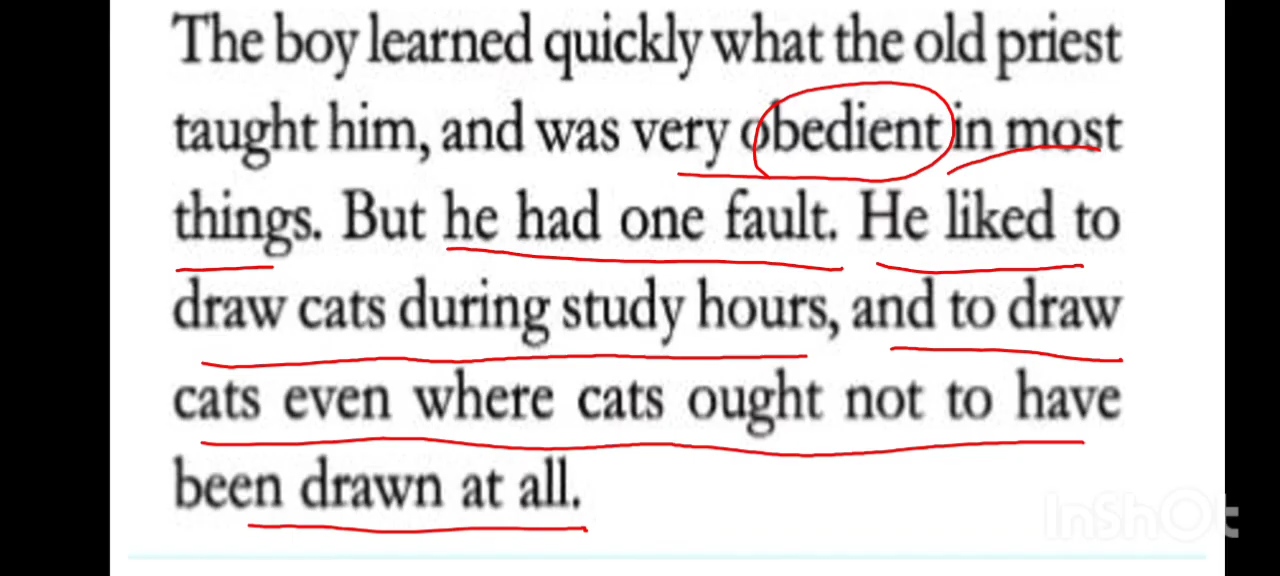 The boy learned quickly what the old priest
taught him, and was very obedient in most
things. But he had one fault. He liked to
draw cats during study hours, and to draw
cats even where cats ought not to have
been drawn at all.
InShOt